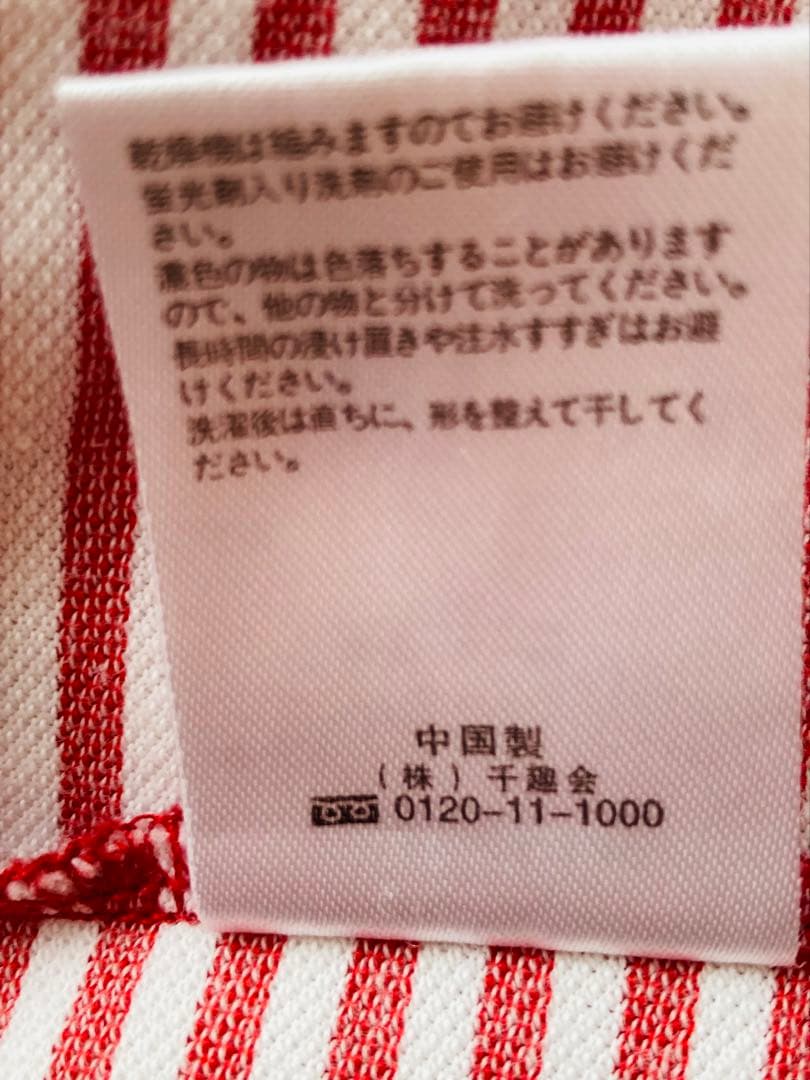 乾燥機は縮みますのでお避けください。
蛍光剤入り洗剤のご使用はお避けくだ
さい。
濃色の物は色落ちすることがあります
ので、他の物と分けて洗ってください。
長時間の浸け置きや注水すすぎはお避
けください。
洗濯後は直ちに、形を整えて干してく
ださい。
中国製
(株)千趣会
0120-11-1000